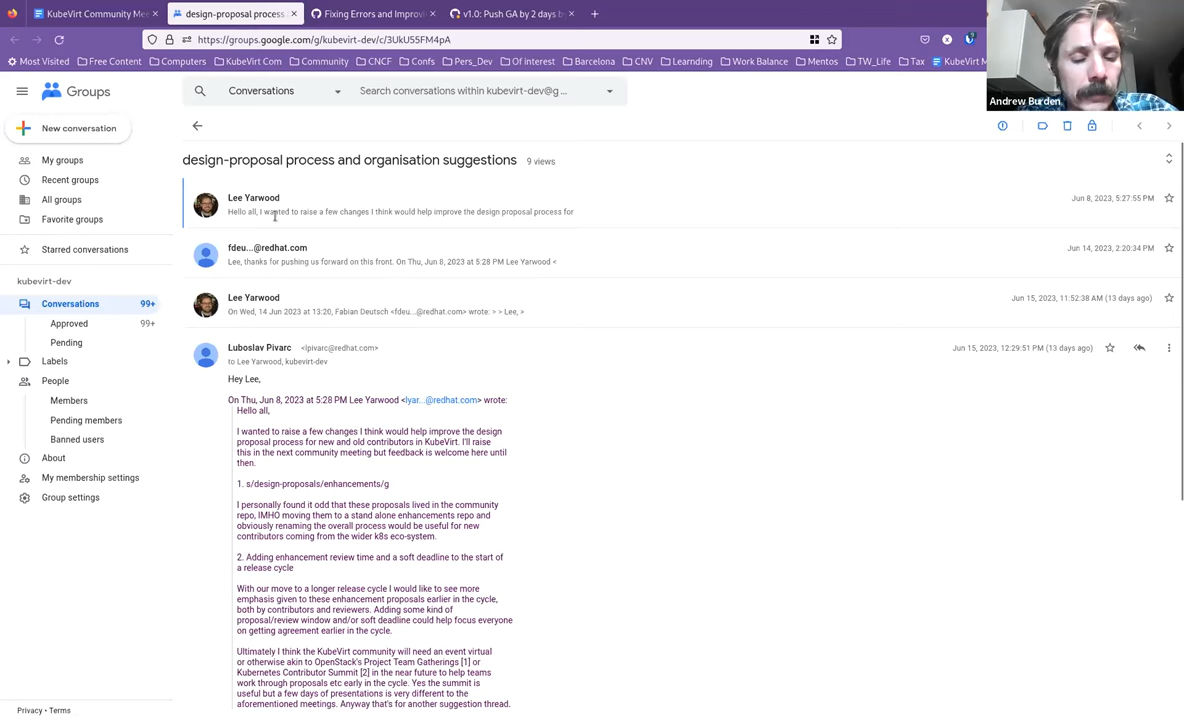 KubeVirt Community Mee
design-proposal process
Fixing Errors and Improvi
v1.0: Push GA by 2 days b
https://groups.google.com/g/kubevirt-dev/c/3UkU55FM4pA
Most Visited
Free Content
Computers
KubeVirt Com
Community
CNCF
Confs
Pers_Dev
Of interest
Barcelona
CNV
Learnding
Work Balance
Mentos
TW_Life
Tax
KubeVirt M
Andrew Burden
Groups
Conversations
Search conversations within kubevirt-dev@g ...
New conversation
My groups
Recent groups
All groups
Favorite groups
Starred conversations
kubevirt-dev
Conversations 99+
Approved 99+
Pending
Labels
People
Members
Pending members
Banned users
About
My membership settings
Group settings
Privacy • Terms
design-proposal process and organisation suggestions 9 views
Lee Yarwood Jun 8, 2023, 5:27:55 PM
Hello all, I wanted to raise a few changes I think would help improve the design proposal process for
fdeu...@redhat.com Jun 14, 2023, 2:20:34 PM
Lee, thanks for pushing us forward on this front. On Thu, Jun 8, 2023 at 5:28 PM Lee Yarwood <
Lee Yarwood Jun 15, 2023, 11:52:38 AM (13 days ago)
On Wed, 14 Jun 2023 at 13:20, Fabian Deutsch <fdeu...@redhat.com> wrote: > > Lee, >
Luboslav Pivarc <lpivarc@redhat.com> Jun 15, 2023, 12:29:51 PM (13 days ago)
to Lee Yarwood, kubevirt-dev
Hey Lee,
On Thu, Jun 8, 2023 at 5:28 PM Lee Yarwood <lyar...@redhat.com> wrote:
Hello all,
I wanted to raise a few changes I think would help improve the design
proposal process for new and old contributors in KubeVirt. I'll raise
this in the next community meeting but feedback is welcome here until
then.
1. s/design-proposals/enhancements/g
I personally found it odd that these proposals lived in the community
repo, IMHO moving them to a stand alone enhancements repo and
obviously renaming the overall process would be useful for new
contributors coming from the wider k8s eco-system.
2. Adding enhancement review time and a soft deadline to the start of
a release cycle
With our move to a longer release cycle I would like to see more
emphasis given to these enhancement proposals earlier in the cycle,
both by contributors and reviewers. Adding some kind of
proposal/review window and/or soft deadline could help focus everyone
on getting agreement earlier in the cycle.
Ultimately I think the KubeVirt community will need an event virtual
or otherwise akin to OpenStack's Project Team Gatherings [1] or
Kubernetes Contributor Summit [2] in the near future to help teams
work through proposals etc early in the cycle. Yes the summit is
useful but a few days of presentations is very different to the
aforementioned meetings. Anyway that's for another suggestion thread.